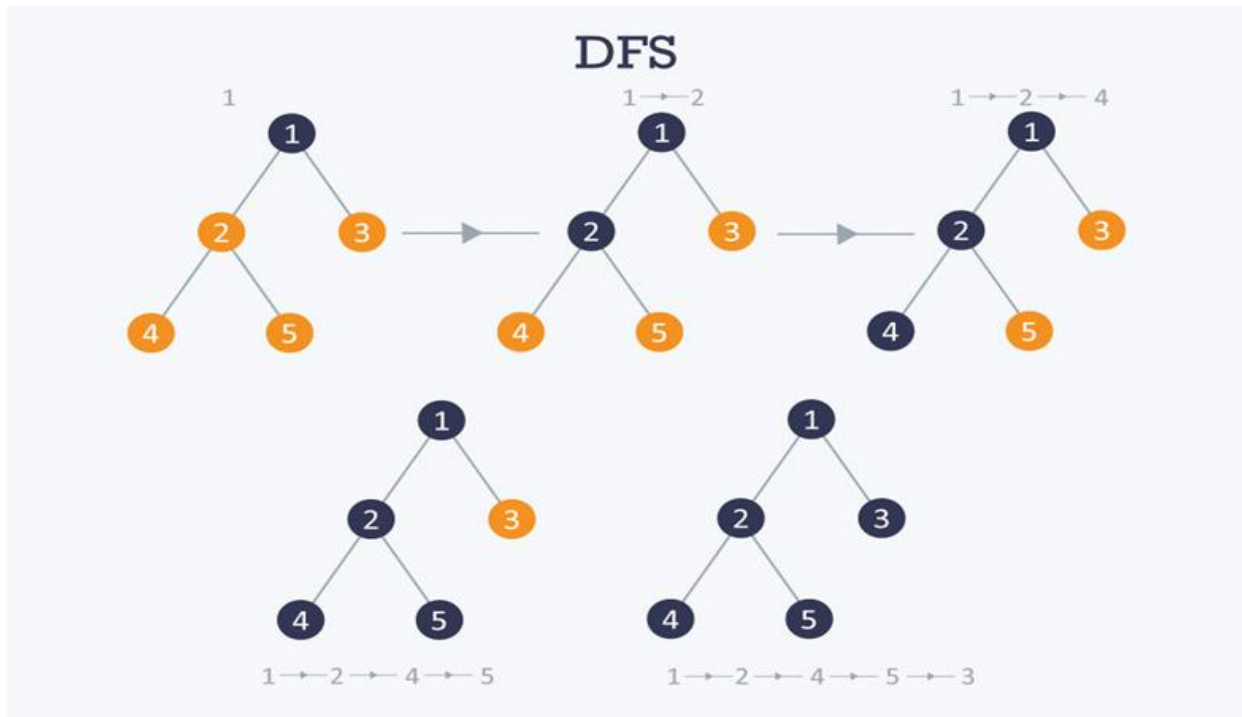 DFS
1
1 2
1 2 4
1 1 1
2 3 2 3 2 3
4 5 4 5 4 5
1 1
2 3 2 3
4 5 4 5
1 2 4 5
1 2 4 5 3